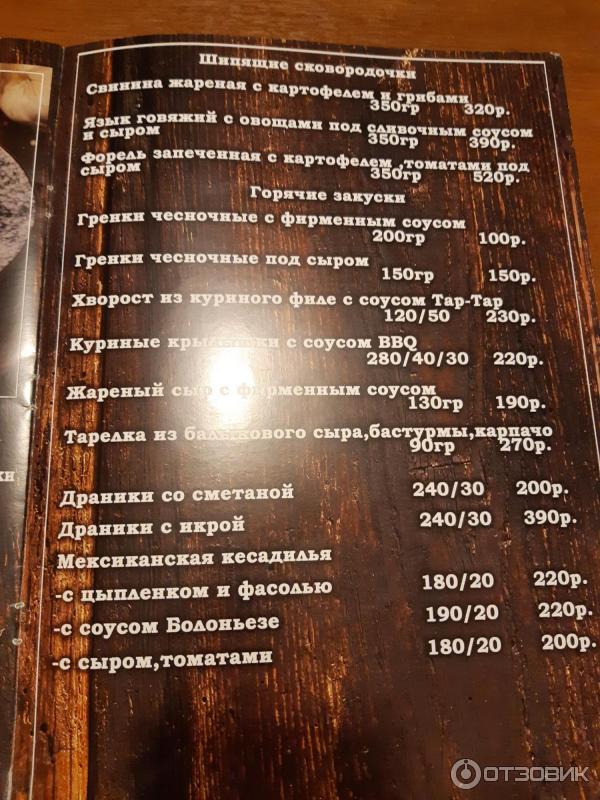 Шипящие сковородочки
Свинина жареная с картофелем и грибами
350гр 320р.
Язык говяжий с овощами под сливочным соусом
и сыром 350гр 390р.
Форель запеченная с картофелем ,томатами под
сыром 350гр 520р.
Горячие закуски
Гренки чесночные с фирменным соусом
200гр 100р.
Гренки чесночные под сыром
150гр 150р.
Хворост из куриного филе с соусом Тар-Тар
120/50 230р.
Куриные крылышки с соусом BBQ
280/40/30 220р.
Жареный сыр с фирменным соусом
130гр 190р.
Тарелка из балыкового сыра,бастурмы,карпачо
90гр 270р.
Драники со сметаной 240/30 200р.
Драники с икрой 240/30 390р.
Мексиканская кесадилья
-с цыпленком и фасолью 180/20 220р.
-с соусом Болоньезе 190/20 220р.
-с сыром,томатами 180/20 200р.
ки
ОТЗОВИК